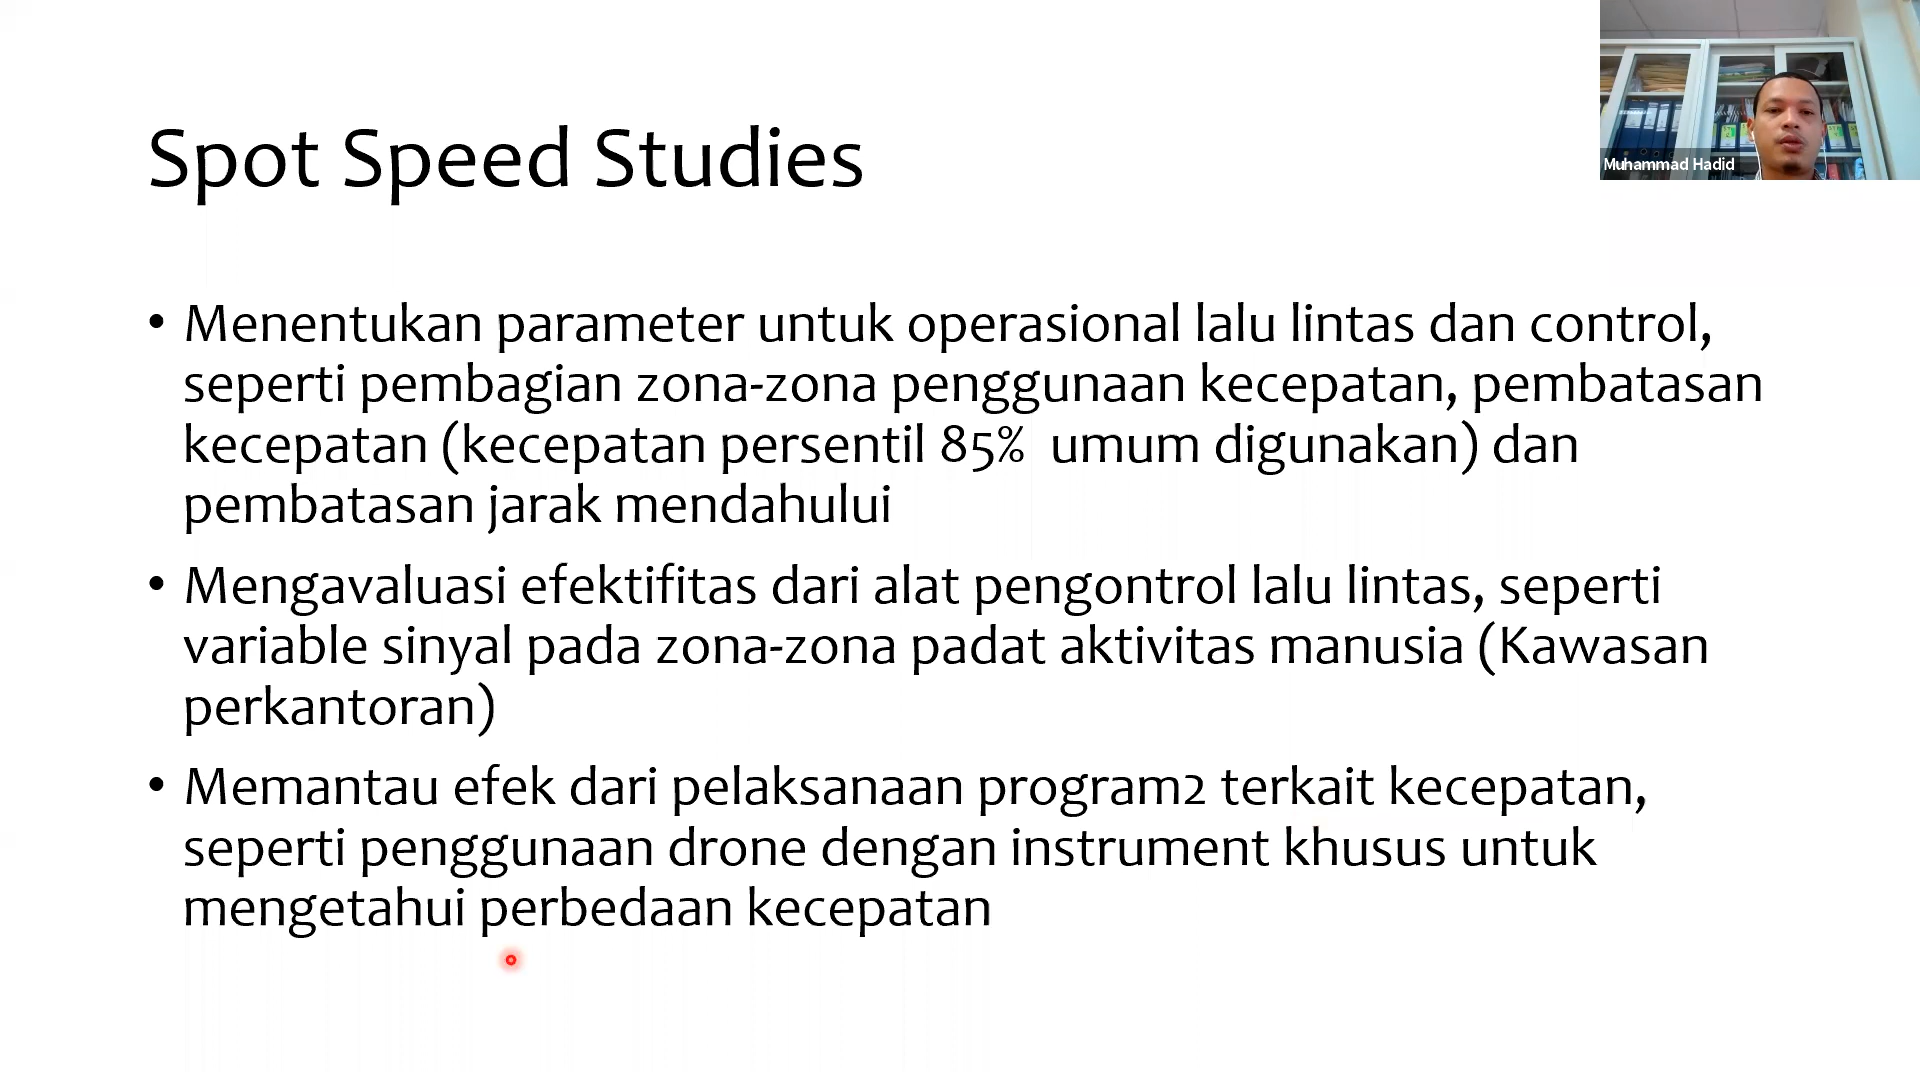 Spot Speed Studies
Muhammad Hadid
• Menentukan parameter untuk operasional lalu lintas dan control,
seperti pembagian zona-zona penggunaan kecepatan, pembatasan
kecepatan (kecepatan persentil 85% umum digunakan) dan
pembatasan jarak mendahului
• Mengavaluasi efektifitas dari alat pengontrol lalu lintas, seperti
variable sinyal pada zona-zona padat aktivitas manusia (Kawasan
perkantoran)
• Memantau efek dari pelaksanaan program2 terkait kecepatan,
seperti penggunaan drone dengan instrument khusus untuk
mengetahui perbedaan kecepatan